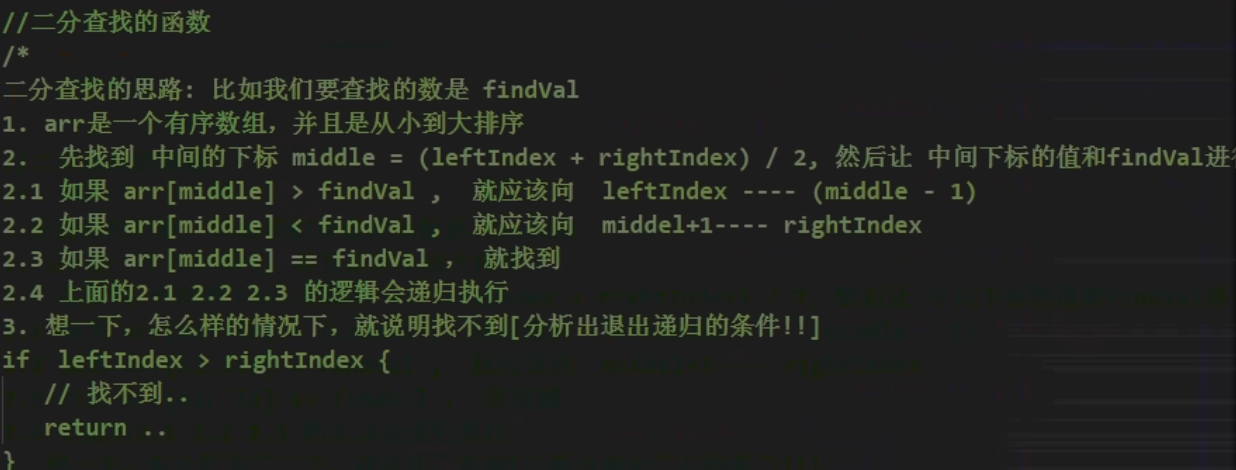 //二分查找的函数
/*
二分查找的思路: 比如我们要查找的数是 findVal
1. arr是一个有序数组，并且是从小到大排序
2.  先找到 中间的下标 middle = (leftIndex + rightIndex) / 2, 然后让 中间下标的值和findVal进
2.1 如果 arr[middle] > findVal ,  就应该向  leftIndex ---- (middle - 1)
2.2 如果 arr[middle] < findVal ,  就应该向  middel+1---- rightIndex
2.3 如果 arr[middle] == findVal ， 就找到
2.4 上面的2.1 2.2 2.3 的逻辑会递归执行
3. 想一下，怎么样的情况下，就说明找不到[分析出退出递归的条件!!]
if  leftIndex > rightIndex {
// 找不到..
return ..
}